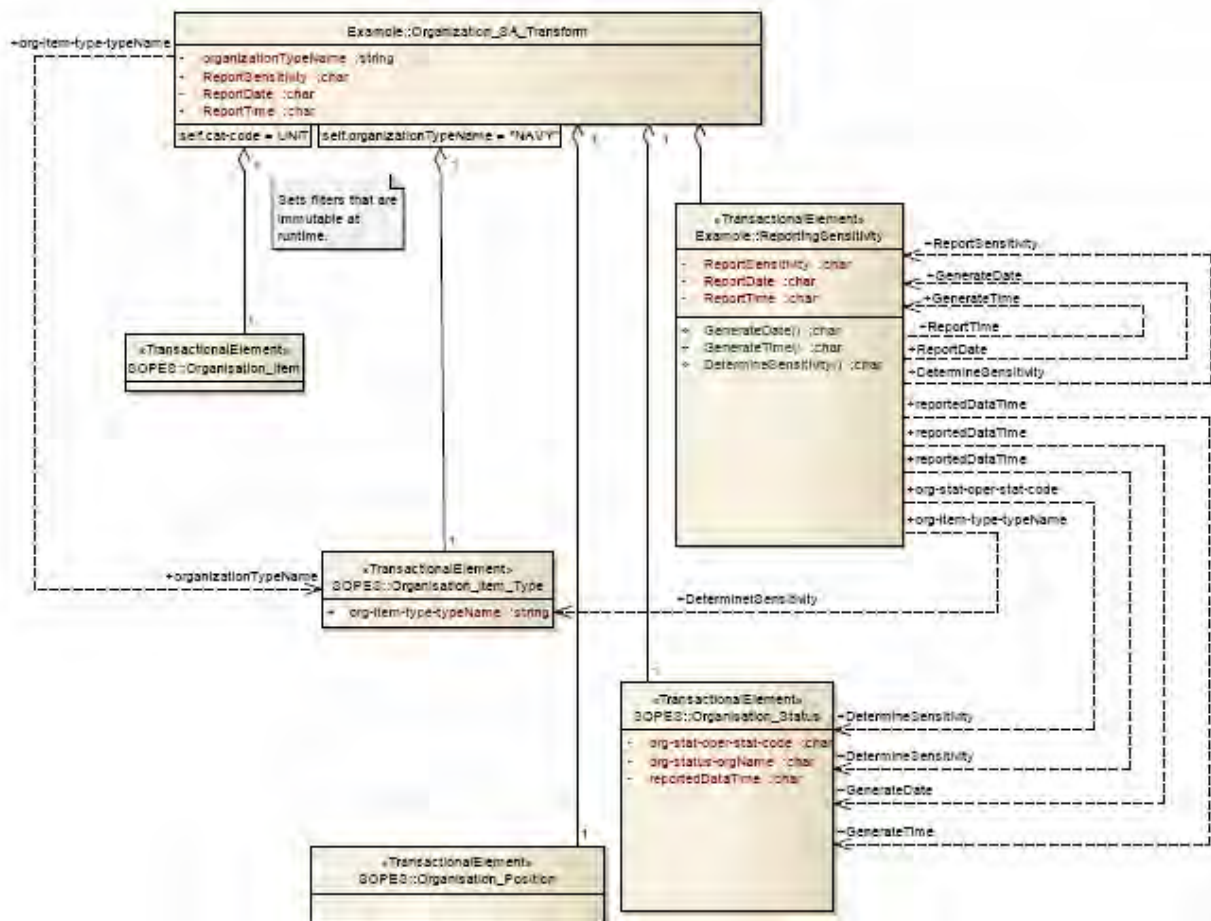 Example::Organization_SA_Transform
+org-item-type-typeName
- organizationTypeName :string
- ReportSensitivity :char
- ReportDate :char
- ReportTime :char
self.cat-code = UNIT
self.organizationTypeName = "NAVY"
Sets filters that are
immutable at
runtime.
«TransactionalElement»
Example::ReportingSensitivity
- ReportSensitivity :char
- ReportDate :char
- ReportTime :char
+ GenerateDate() :char
+ GenerateTime() :char
+ DetermineSensitivity() :char
~ReportSensitivity
~GenerateDate
~GenerateTime
~ReportTime
+ReportDate
+DetermineSensitivity
+reportedDataTime
+reportedDataTime
+reportedDataTime
+org-stat-oper-stat-code
+org-item-type-typeName
1
«TransactionalElement»
SOPES::Organisation_Item
1
«TransactionalElement»
SOPES::Organisation_Item_Type
+ org-item-type-typeName :string
+organizationTypeName
~DeterminetSensitivity
1
«TransactionalElement»
SOPES::Organisation_Status
- org-stat-oper-stat-code :char
- org-status-orgName :char
- reportedDataTime :char
~DetermineSensitivity
~DetermineSensitivity
~GenerateDate
~GenerateTime
1
«TransactionalElement»
SOPES::Organisation_Position